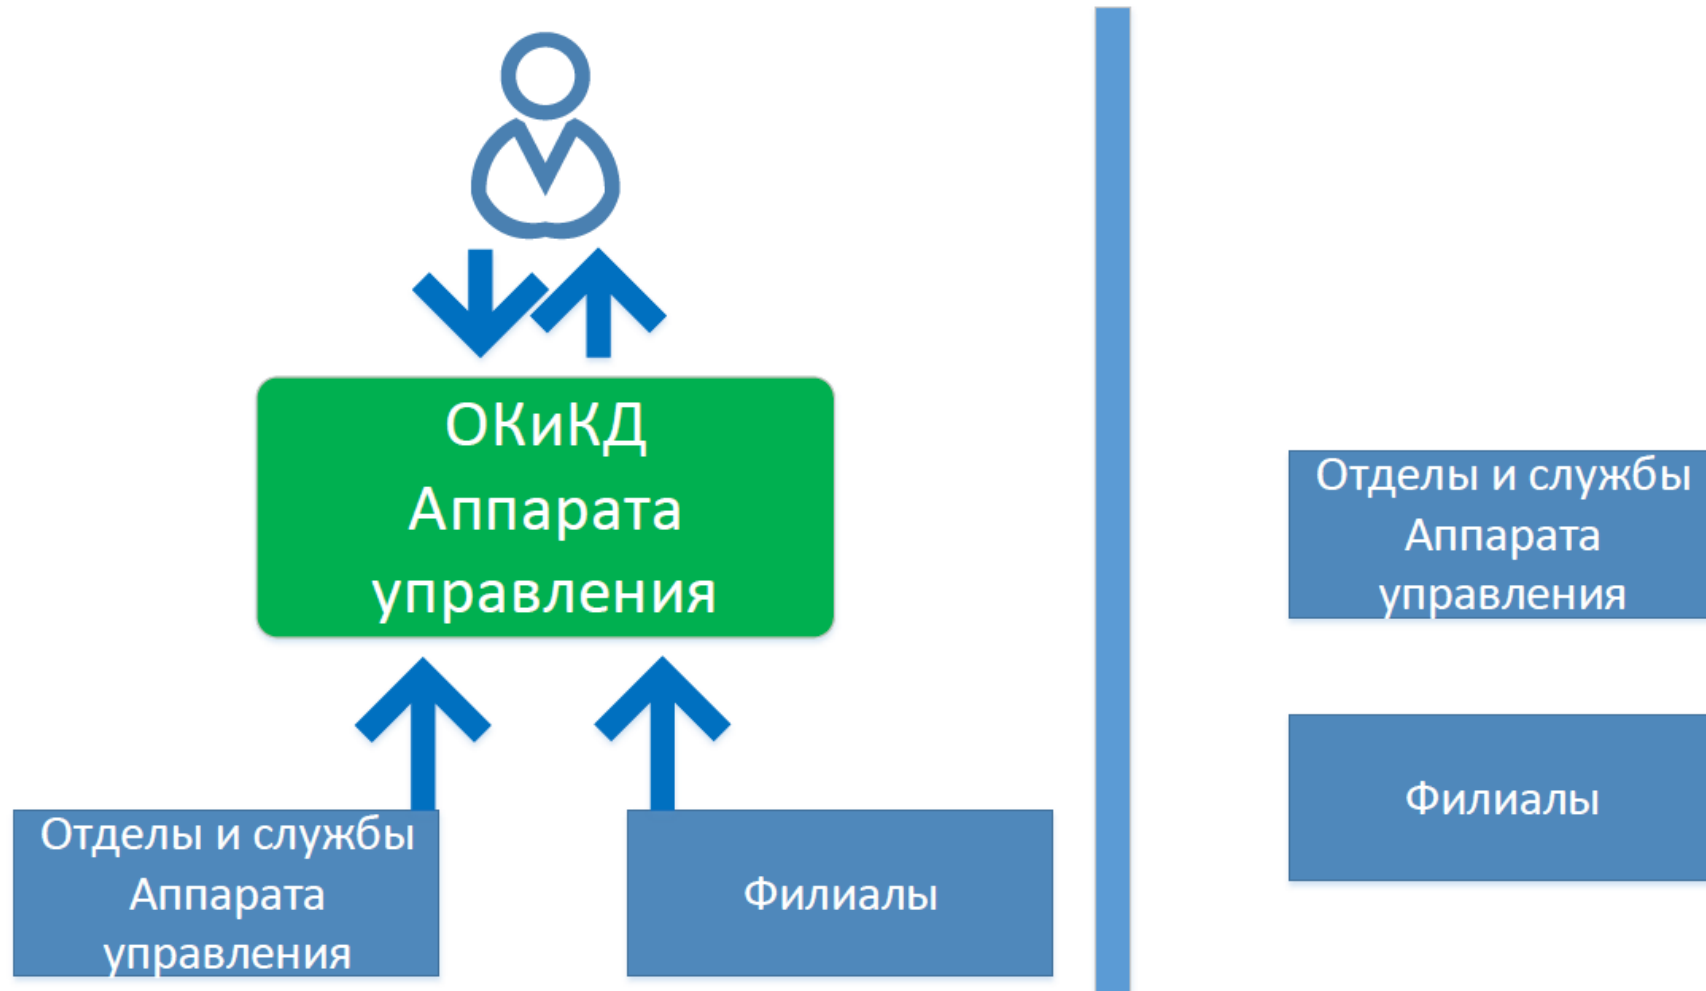 ОКиКД
Аппарата
управления
Отделы и службы
Аппарата
управления
Филиалы
Отделы и службы
Аппарата
управления
Филиалы